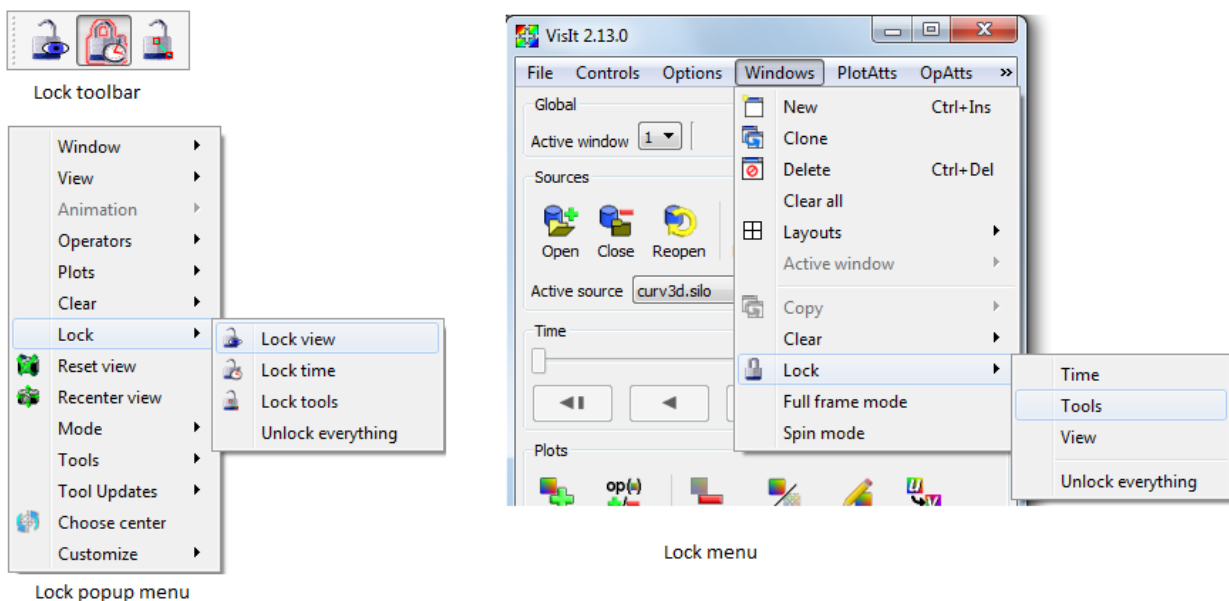 Lock toolbar
Window
View
Animation
Operators
Plots
Clear
Lock
Reset view
Recenter view
Mode
Tools
Tool Updates
Choose center
Customize
Lock view
Lock time
Lock tools
Unlock everything
Lock popup menu
VisIt 2.13.0
File Controls Options Windows PlotAtts OpAtts »
Global
Active window 1
Sources
Open Close Reopen
Active source curv3d.silo
Time
Plots
op(=)
+/−
New Ctrl+Ins
Clone
Delete Ctrl+Del
Clear all
Layouts
Active window
Copy
Clear
Lock
Full frame mode
Spin mode
Time
Tools
View
Unlock everything
Lock menu